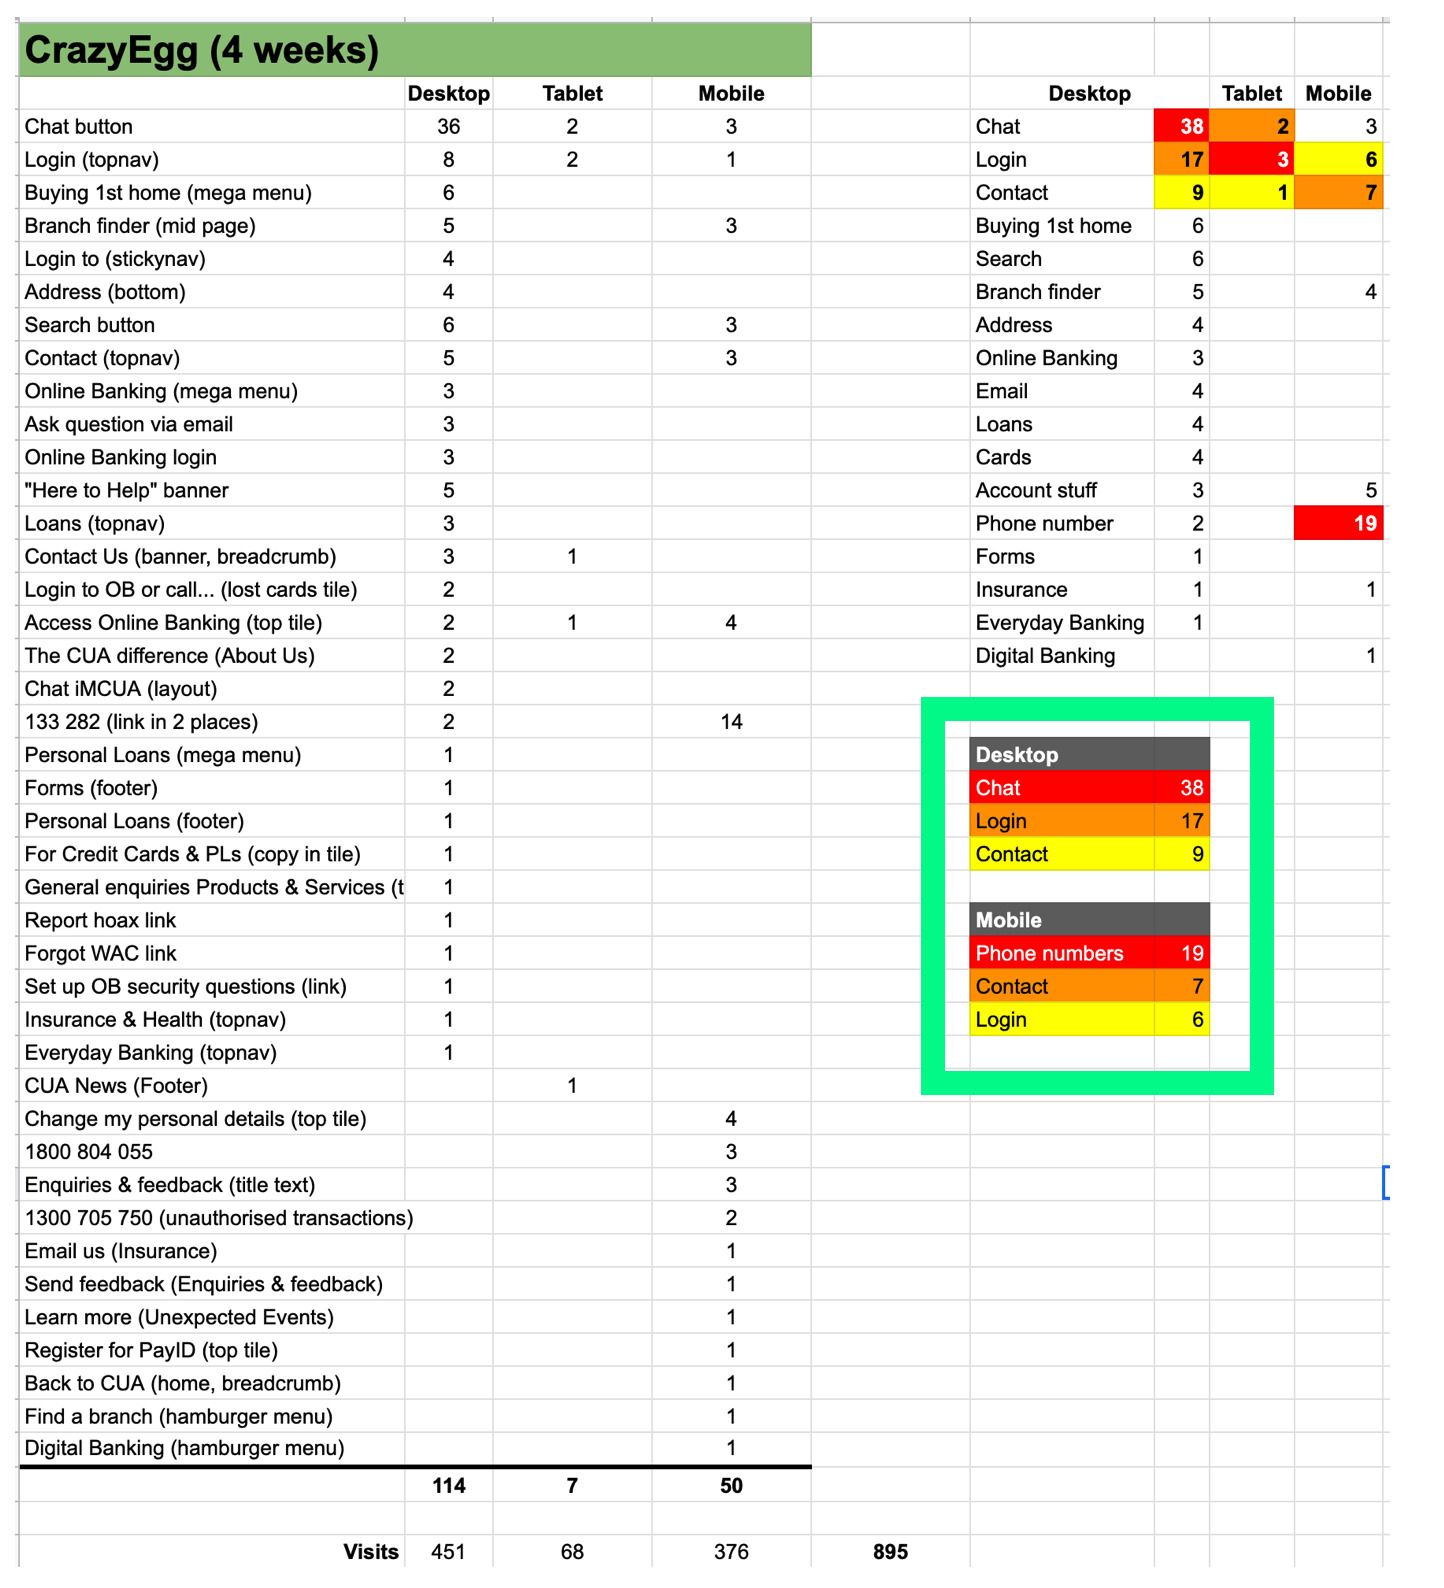 CrazyEgg (4 weeks)
Desktop Tablet Mobile Desktop Tablet Mobile
Chat button 36 2 3 Chat 38 2 3
Login (topnav) 8 2 1 Login 17 3 6
Buying 1st home (mega menu) 6 Contact 9 1 7
Branch finder (mid page) 5 3 Buying 1st home 6
Login to (stickynav) 4 Search 6
Address (bottom) 4 Branch finder 5 4
Search button 6 3 Address 4
Contact (topnav) 5 3 Online Banking 3
Online Banking (mega menu) 3 Email 4
Ask question via email 3 Loans 4
Online Banking login 3 Cards 4
"Here to Help" banner 5 Account stuff 3 5
Loans (topnav) 3 Phone number 2 19
Contact Us (banner, breadcrumb) 3 1 Forms 1
Login to OB or call... (lost cards tile) 2 Insurance 1 1
Access Online Banking (top tile) 2 1 4 Everyday Banking 1
The CUA difference (About Us) 2 Digital Banking 1
Chat iMCUA (layout) 2
133 282 (link in 2 places) 2 14
Personal Loans (mega menu) 1 Desktop
Forms (footer) 1 Chat 38
Personal Loans (footer) 1 Login 17
For Credit Cards & PLs (copy in tile) 1 Contact 9
General enquiries Products & Services (t 1
Report hoax link 1 Mobile
Forgot WAC link 1 Phone numbers 19
Set up OB security questions (link) 1 Contact 7
Insurance & Health (topnav) 1 Login 6
Everyday Banking (topnav) 1
CUA News (Footer) 1
Change my personal details (top tile) 4
1800 804 055 3
Enquiries & feedback (title text) 3
1300 705 750 (unauthorised transactions) 2
Email us (Insurance) 1
Send feedback (Enquiries & feedback) 1
Learn more (Unexpected Events) 1
Register for PayID (top tile) 1
Back to CUA (home, breadcrumb) 1
Find a branch (hamburger menu) 1
Digital Banking (hamburger menu) 1
114 7 50
Visits 451 68 376 895